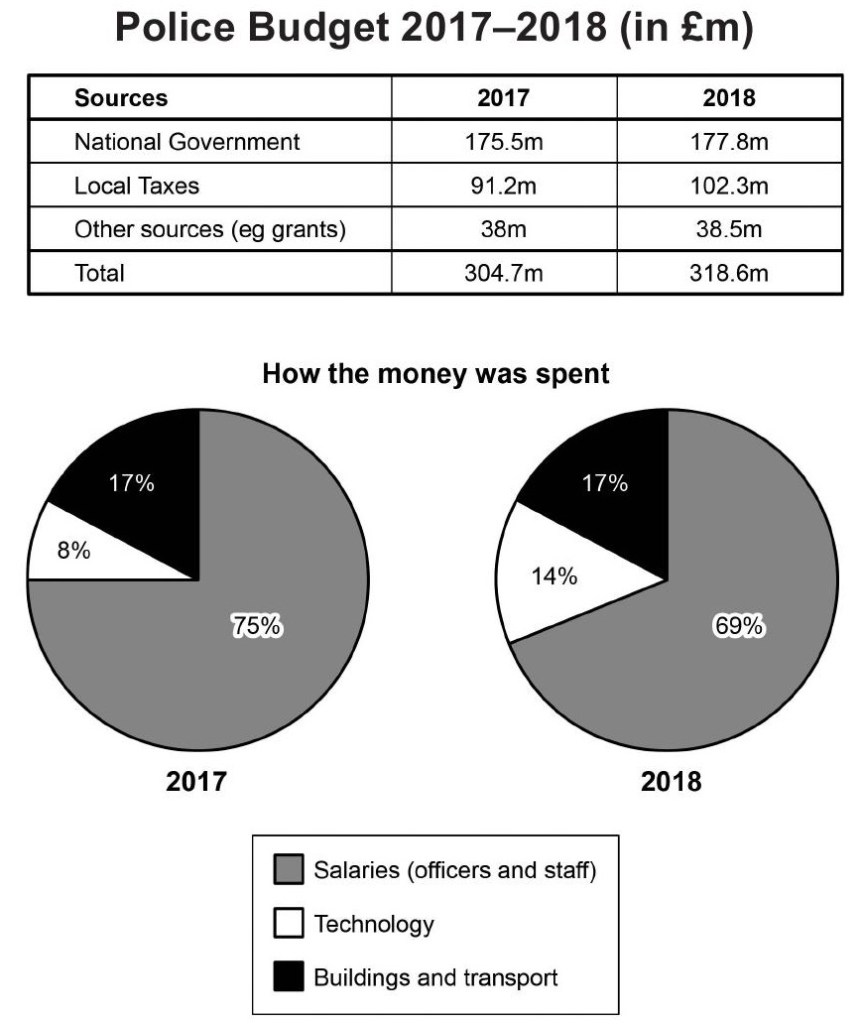 Police Budget 2017–2018 (in £m)
Sources 2017 2018
National Government 175.5m 177.8m
Local Taxes 91.2m 102.3m
Other sources (eg grants) 38m 38.5m
Total 304.7m 318.6m
How the money was spent
17%
8%
75%
2017
17%
14%
69%
2018
Salaries (officers and staff)
Technology
Buildings and transport